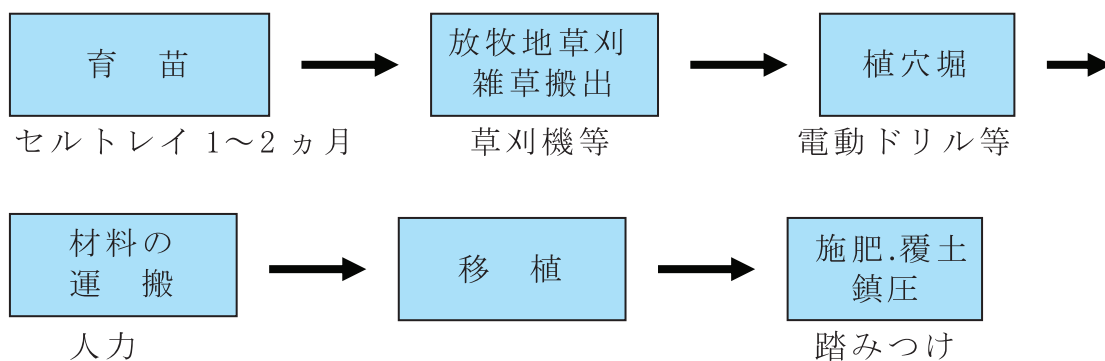 育　苗
セルトレイ 1～2 ヵ月
放牧地草刈
雑草搬出
草刈機等
植穴堀
電動ドリル等
材料の
運　搬
人力
移　植
施肥.覆土
鎮圧
踏みつけ